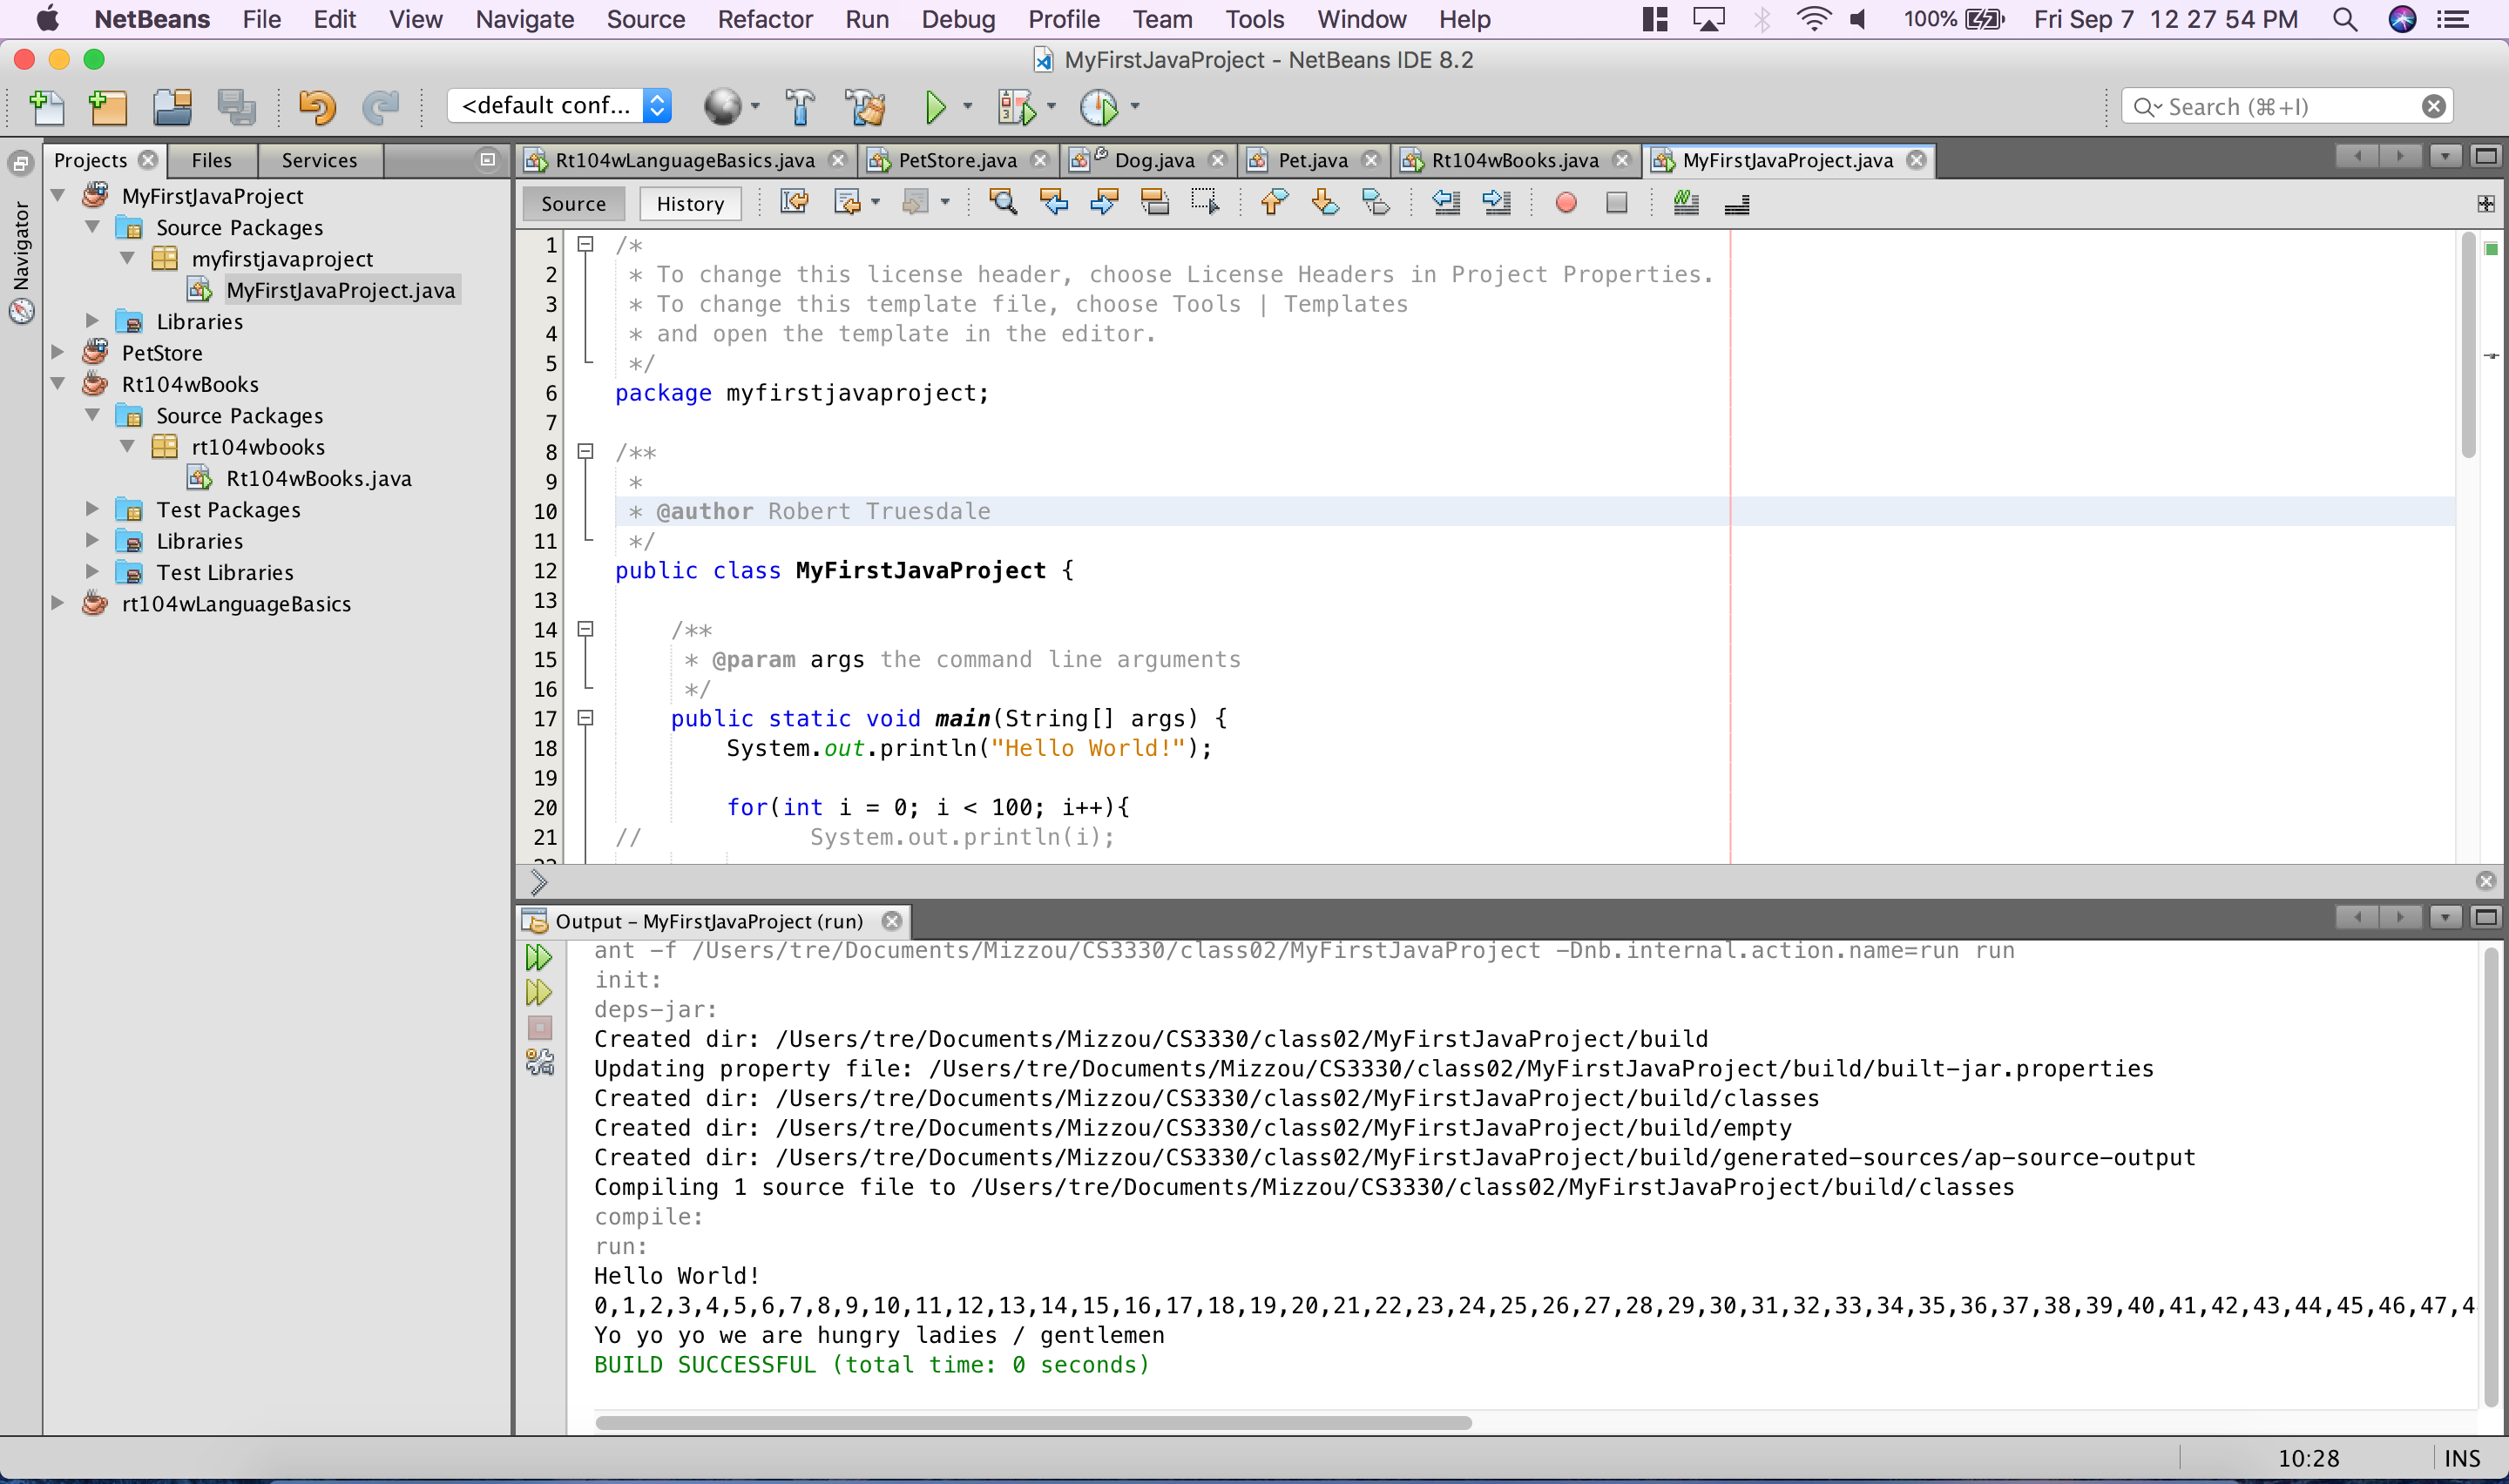 NetBeans File Edit View Navigate Source Refactor Run Debug Profile Team Tools Window Help 100% Fri Sep 7 12 27 54 PM
MyFirstJavaProject - NetBeans IDE 8.2
<default conf... Search (⌘+I)
Projects Files Services
Navigator
MyFirstJavaProject
Source Packages
myfirstjavaproject
MyFirstJavaProject.java
Libraries
PetStore
Rt104wBooks
Source Packages
rt104wbooks
Rt104wBooks.java
Test Packages
Libraries
Test Libraries
rt104wLanguageBasics
Rt104wLanguageBasics.java PetStore.java Dog.java Pet.java Rt104wBooks.java MyFirstJavaProject.java
Source History
1 /*
2 * To change this license header, choose License Headers in Project Properties.
3 * To change this template file, choose Tools | Templates
4 * and open the template in the editor.
5 */
6 package myfirstjavaproject;
7
8 /**
9 *
10 * @author Robert Truesdale
11 */
12 public class MyFirstJavaProject {
13
14 /**
15 * @param args the command line arguments
16 */
17 public static void main(String[] args) {
18 System.out.println("Hello World!");
19
20 for(int i = 0; i < 100; i++){
21 // System.out.println(i);
Output - MyFirstJavaProject (run)
ant -f /Users/tre/Documents/Mizzou/CS3330/class02/MyFirstJavaProject -Dnb.internal.action.name=run run
init:
deps-jar:
Created dir: /Users/tre/Documents/Mizzou/CS3330/class02/MyFirstJavaProject/build
Updating property file: /Users/tre/Documents/Mizzou/CS3330/class02/MyFirstJavaProject/build/built-jar.properties
Created dir: /Users/tre/Documents/Mizzou/CS3330/class02/MyFirstJavaProject/build/classes
Created dir: /Users/tre/Documents/Mizzou/CS3330/class02/MyFirstJavaProject/build/empty
Created dir: /Users/tre/Documents/Mizzou/CS3330/class02/MyFirstJavaProject/build/generated-sources/ap-source-output
Compiling 1 source file to /Users/tre/Documents/Mizzou/CS3330/class02/MyFirstJavaProject/build/classes
compile:
run:
Hello World!
0,1,2,3,4,5,6,7,8,9,10,11,12,13,14,15,16,17,18,19,20,21,22,23,24,25,26,27,28,29,30,31,32,33,34,35,36,37,38,39,40,41,42,43,44,45,46,47,4
Yo yo yo we are hungry ladies / gentlemen
BUILD SUCCESSFUL (total time: 0 seconds)
10:28 INS